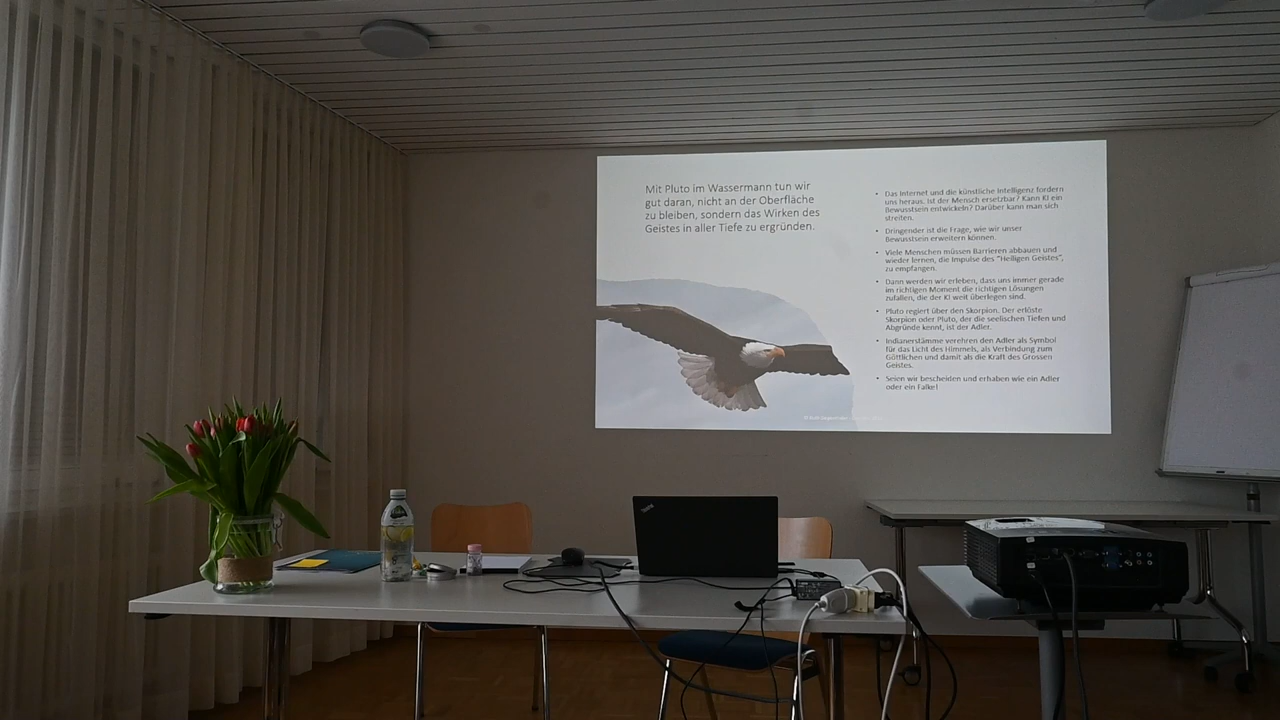 Mit Pluto im Wassermann tun wir
gut daran, nicht an der Oberfläche
zu bleiben, sondern das Wirken des
Geistes in aller Tiefe zu ergründen.
• Das Internet und die künstliche Intelligenz fordern
uns heraus. Ist der Mensch ersetzbar? Kann KI ein
Bewusstsein entwickeln? Darüber kann man sich
streiten.
• Dringender ist die Frage, wie wir unser
Bewusstsein erweitern können.
• Viele Menschen müssen Barrieren abbauen und
wieder lernen, die Impulse des "Heiligen Geistes",
zu empfangen.
• Dann werden wir erleben, dass uns immer gerade
im richtigen Moment die richtigen Lösungen
zufallen, die der KI weit überlegen sind.
• Pluto regiert über den Skorpion. Der erlöste
Skorpion oder Pluto, der die seelischen Tiefen und
Abgründe kennt, ist der Adler.
• Indianerstämme verehren den Adler als Symbol
für das Licht des Himmels, als Verbindung zum
Göttlichen und damit als die Kraft des Grossen
Geistes.
• Seien wir bescheiden und erhaben wie ein Adler
oder ein Falke!